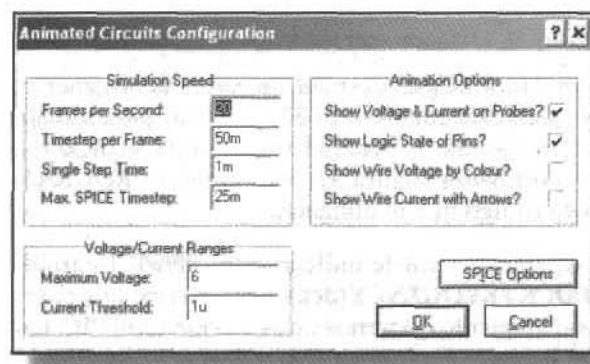 Animated Circuits Configuration
? ×
Simulation Speed
Frames per Second: 20
Timestep per Frame: 50m
Single Step Time: 1m
Max. SPICE Timestep: 25m
Animation Options
Show Voltage & Current on Probes?
Show Logic State of Pins?
Show Wire Voltage by Colour?
Show Wire Current with Arrows?
Voltage/Current Ranges
Maximum Voltage: 6
Current Threshold: 1u
SPICE Options
OK
Cancel